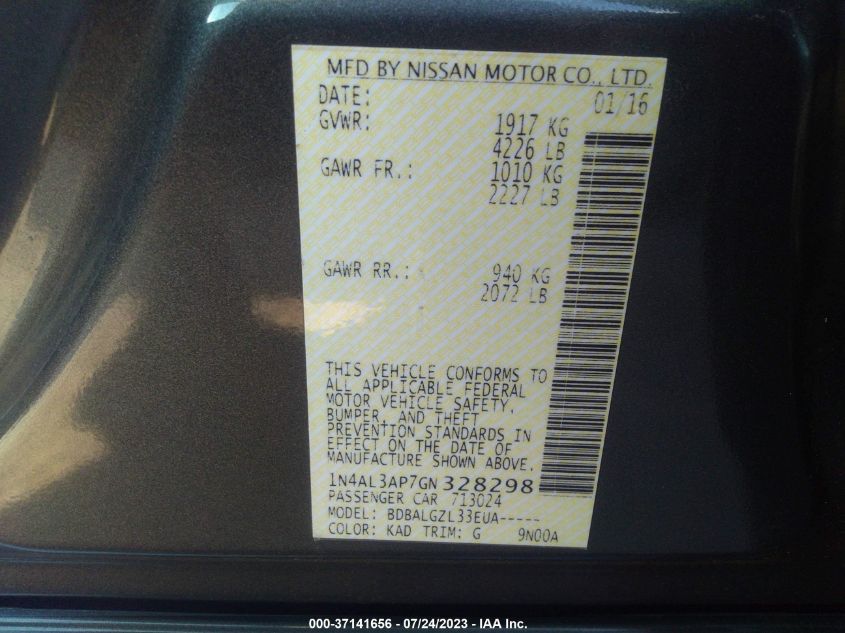 MFD BY NISSAN MOTOR CO., LTD.
DATE: 01/16
GVWR: 1917 KG
4226 LB
GAWR FR.: 1010 KG
2227 LB
GAWR RR.: 940 KG
2072 LB
THIS VEHICLE CONFORMS TO
ALL APPLICABLE FEDERAL
MOTOR VEHICLE SAFETY,
BUMPER, AND THEFT
PREVENTION STANDARDS IN
EFFECT ON THE DATE OF
MANUFACTURE SHOWN ABOVE.
1N4AL3AP7GN328298
PASSENGER CAR 713024
MODEL: BDBALGZL33EUA-----
COLOR: KAD TRIM: G 9N00A
000-37141656 - 07/24/2023 - IAA Inc.